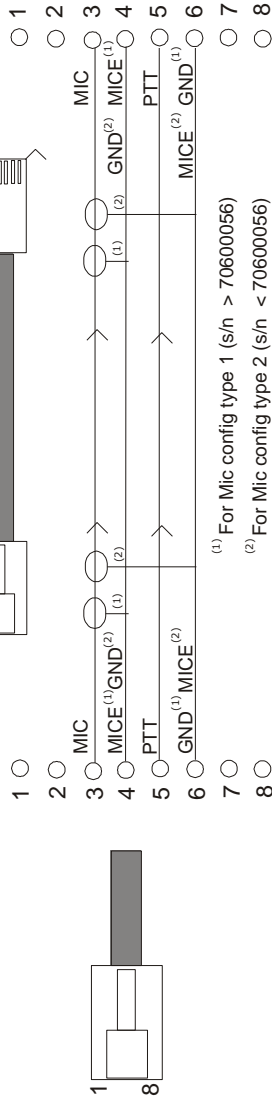 1
8
1 1
2 2
MIC MIC
3 3
(1) (2) (1) (2)
MICE(1)GND(2) GND(2) MICE(1)
4 4
PTT PTT
5 5
GND(1)MICE(2) MICE(2) GND(1)
6 6
7 7
8 8
(1) For Mic config type 1 (s/n > 70600056)
(2) For Mic config type 2 (s/n < 70600056)